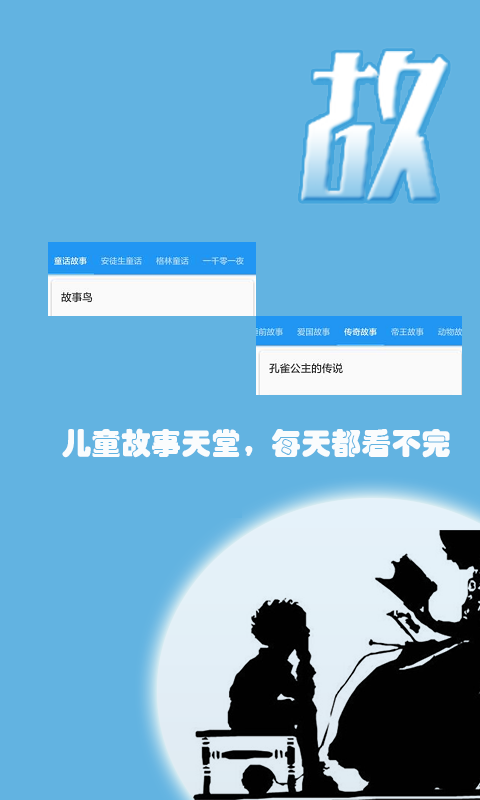 故
童话故事 安徒生童话 格林童话 一千零一夜
故事鸟
前故事 爱国故事 传奇故事 帝王故事 动物故
孔雀公主的传说
儿童故事天堂，每天都看不完